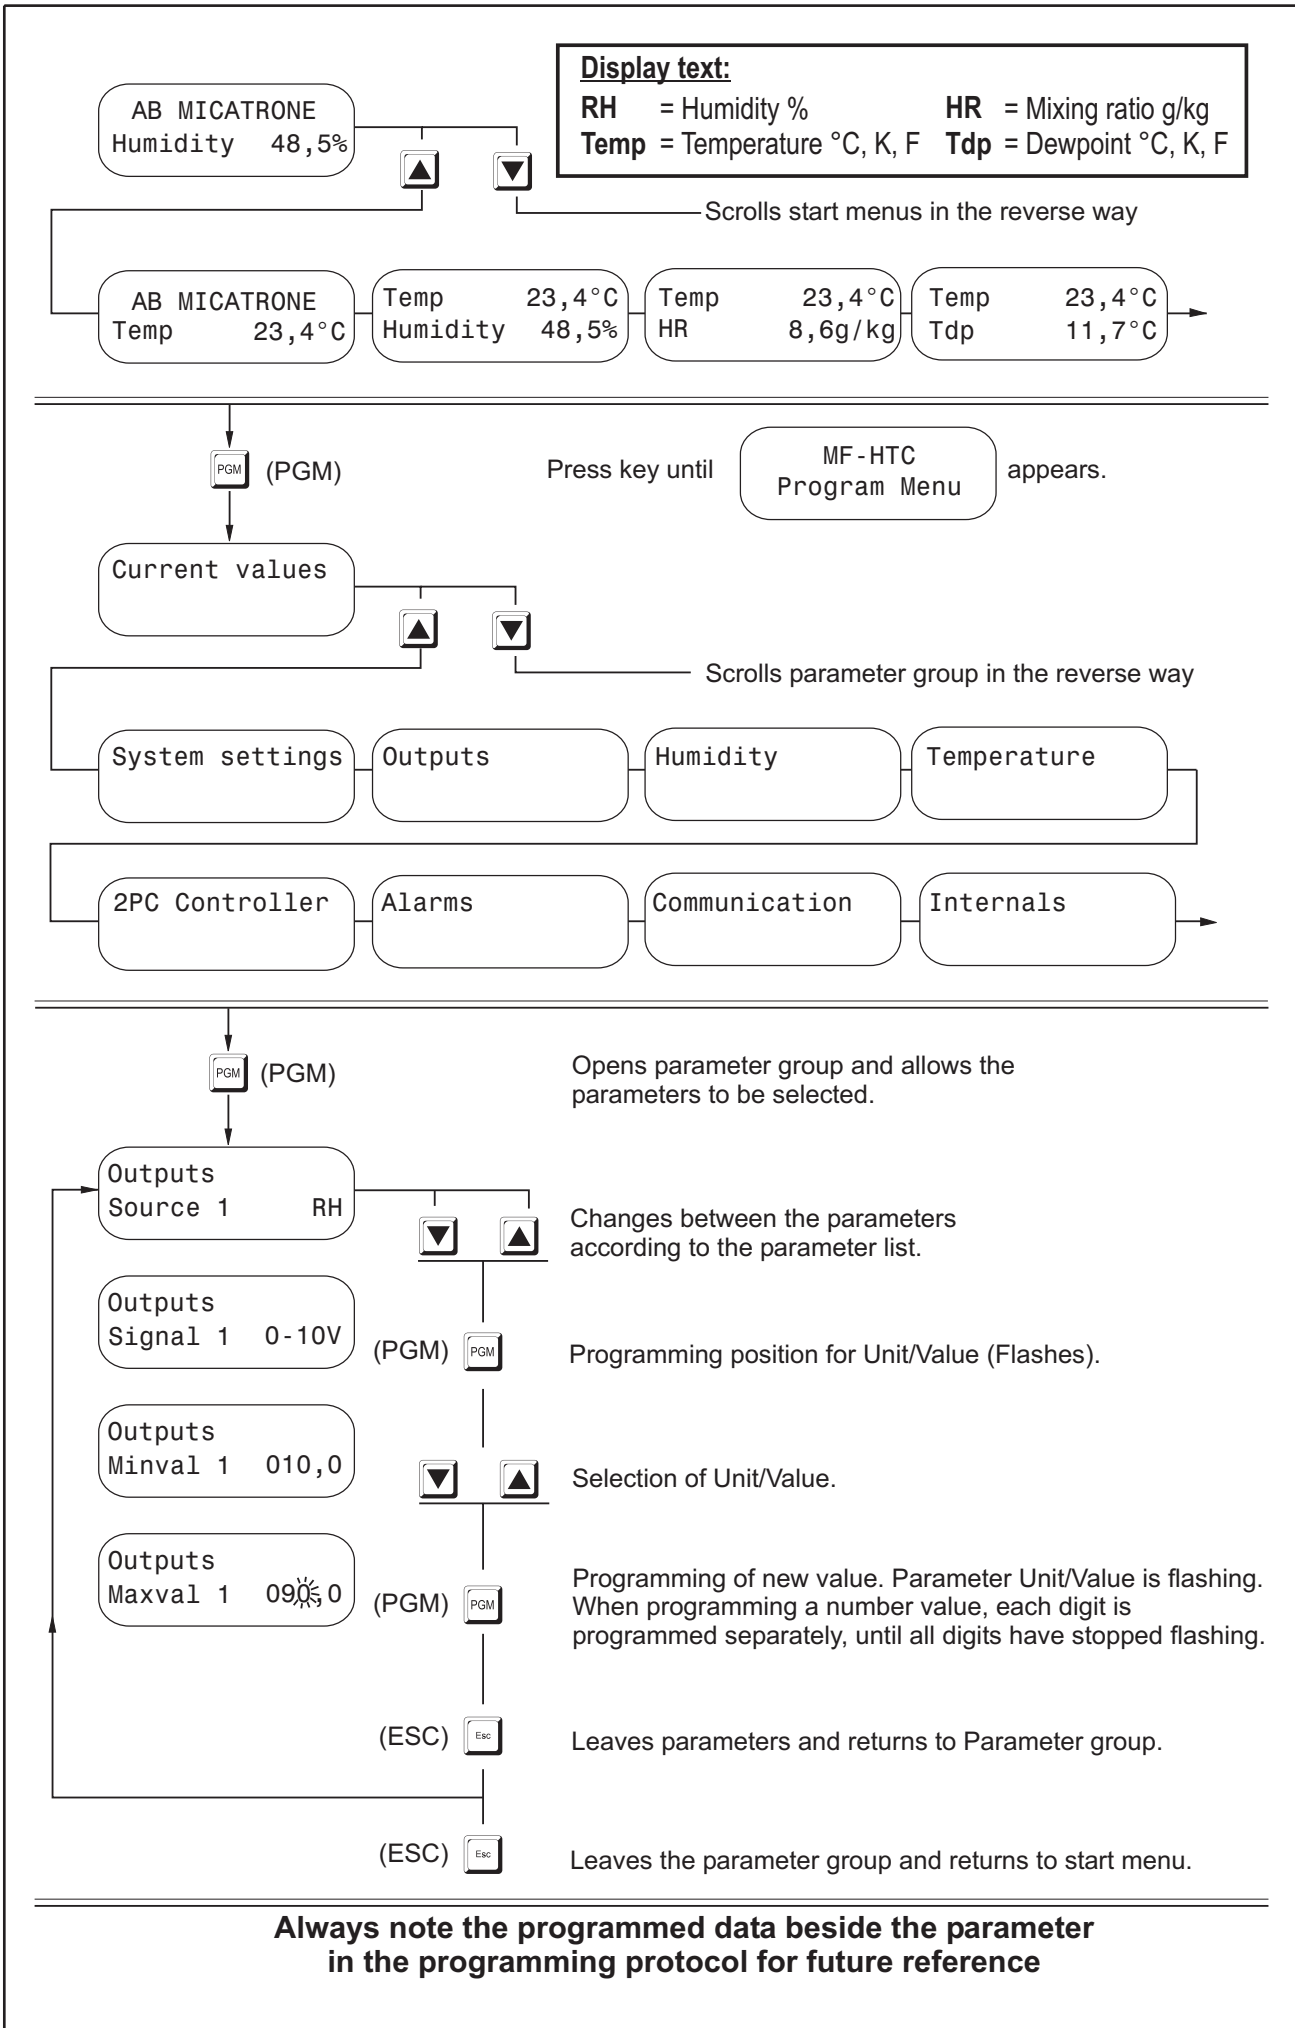 Display text:
RH = Humidity % HR = Mixing ratio g/kg
Temp = Temperature °C, K, F Tdp = Dewpoint °C, K, F
AB MICATRONE
Humidity 48,5%
Scrolls start menus in the reverse way
AB MICATRONE
Temp 23,4°C
Temp 23,4°C
Humidity 48,5%
Temp 23,4°C
HR 8,6g/kg
Temp 23,4°C
Tdp 11,7°C
PGM (PGM)
Press key until
MF-HTC
Program Menu
appears.
Current values
Scrolls parameter group in the reverse way
System settings
Outputs
Humidity
Temperature
2PC Controller
Alarms
Communication
Internals
PGM (PGM)
Opens parameter group and allows the
parameters to be selected.
Outputs
Source 1 RH
Changes between the parameters
according to the parameter list.
Outputs
Signal 1 0-10V
(PGM) PGM
Programming position for Unit/Value (Flashes).
Outputs
Minval 1 010,0
Selection of Unit/Value.
Outputs
Maxval 1 090,0
(PGM) PGM
Programming of new value. Parameter Unit/Value is flashing.
When programming a number value, each digit is
programmed separately, until all digits have stopped flashing.
(ESC) Esc
Leaves parameters and returns to Parameter group.
(ESC) Esc
Leaves the parameter group and returns to start menu.
Always note the programmed data beside the parameter
in the programming protocol for future reference